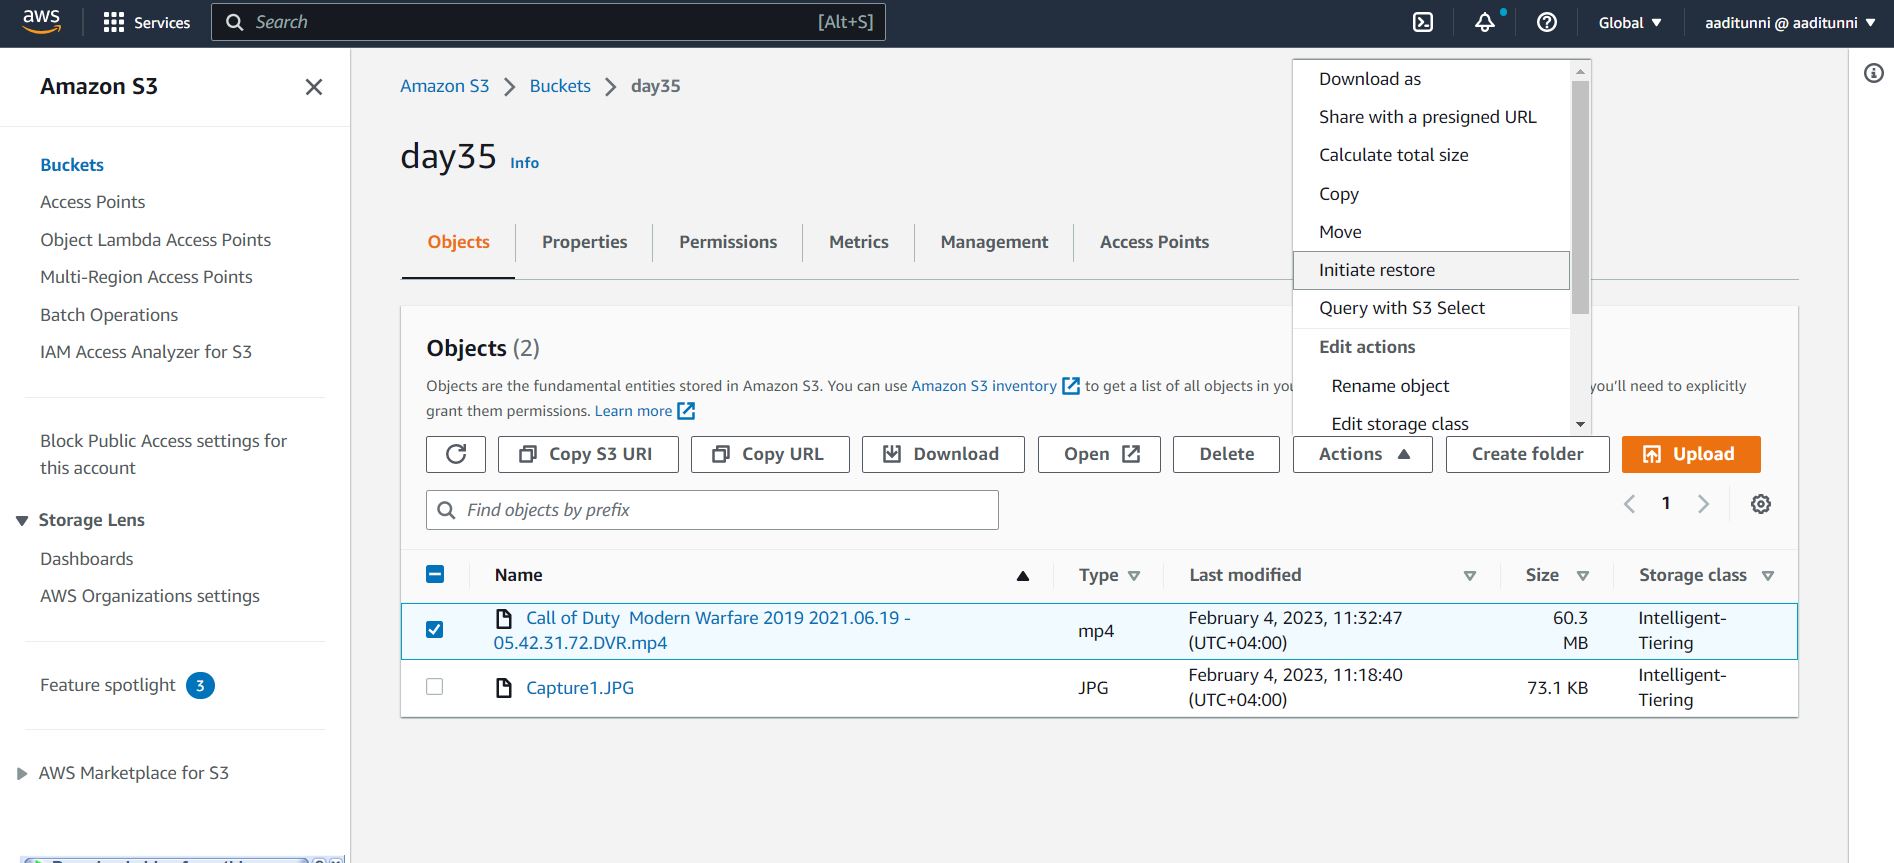 aws
Services
Search
[Alt+S]
Global
aaditunni @ aaditunni
Amazon S3
Buckets
Access Points
Object Lambda Access Points
Multi-Region Access Points
Batch Operations
IAM Access Analyzer for S3
Block Public Access settings for
this account
Storage Lens
Dashboards
AWS Organizations settings
Feature spotlight 3
AWS Marketplace for S3
Amazon S3 > Buckets > day35
day35 Info
Objects
Properties
Permissions
Metrics
Management
Access Points
Download as
Share with a presigned URL
Calculate total size
Copy
Move
Initiate restore
Query with S3 Select
Edit actions
Rename object
Edit storage class
Objects (2)
Objects are the fundamental entities stored in Amazon S3. You can use Amazon S3 inventory to get a list of all objects in you'll need to explicitly
grant them permissions. Learn more
Copy S3 URI
Copy URL
Download
Open
Delete
Actions
Create folder
Upload
Find objects by prefix
1
Name
Type
Last modified
Size
Storage class
Call of Duty  Modern Warfare 2019 2021.06.19 -
05.42.31.72.DVR.mp4
mp4
February 4, 2023, 11:32:47
(UTC+04:00)
60.3
MB
Intelligent-
Tiering
Capture1.JPG
JPG
February 4, 2023, 11:18:40
(UTC+04:00)
73.1 KB
Intelligent-
Tiering